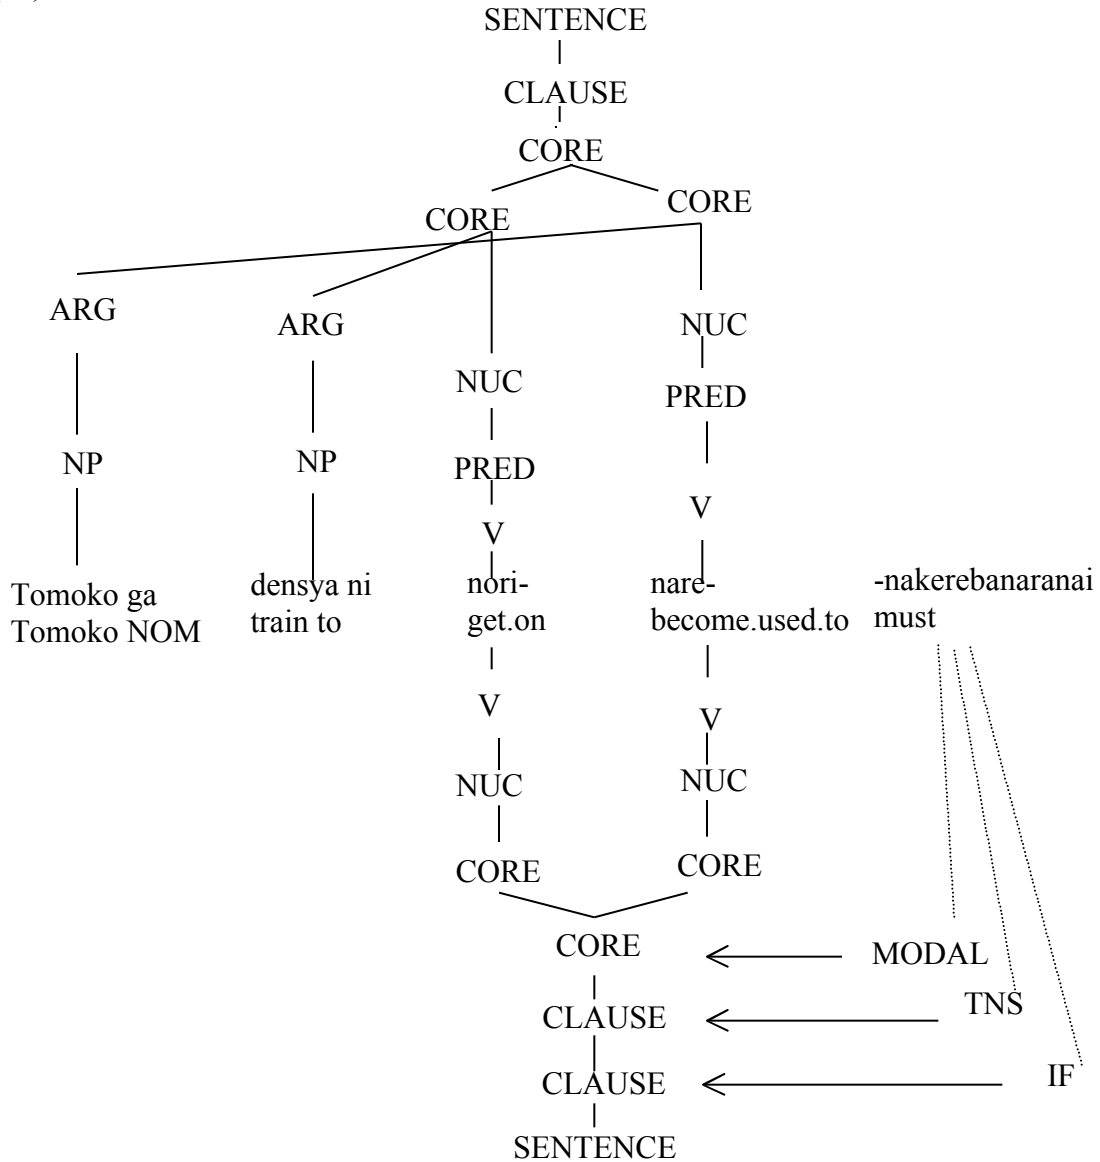 SENTENCE
CLAUSE
CORE
CORE
CORE
ARG
ARG
NUC
NUC
PRED
NP
NP
PRED
V
V
Tomoko ga
Tomoko NOM
densya ni
train to
nori-
get.on
nare-
become.used.to
-nakerebanaranai
must
V
V
NUC
NUC
CORE
CORE
CORE
MODAL
CLAUSE
TNS
CLAUSE
IF
SENTENCE